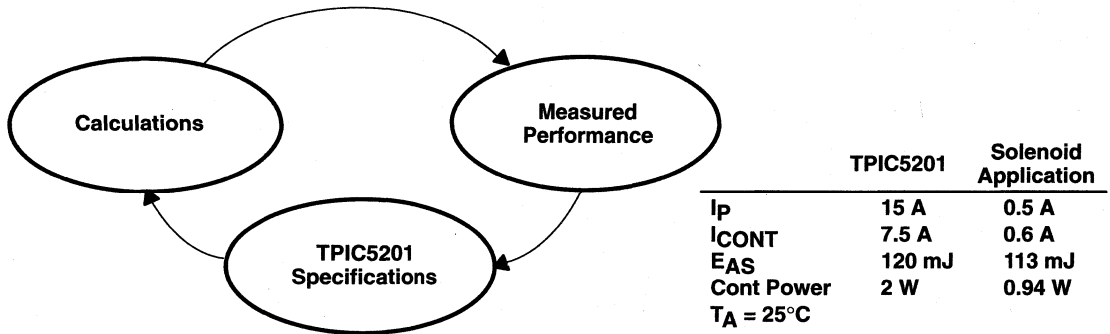 Calculations
Measured
Performance
TPIC5201
Specifications
TPIC5201 Solenoid Application
IP 15 A 0.5 A
ICONT 7.5 A 0.6 A
EAS 120 mJ 113 mJ
Cont Power 2 W 0.94 W
TA = 25°C